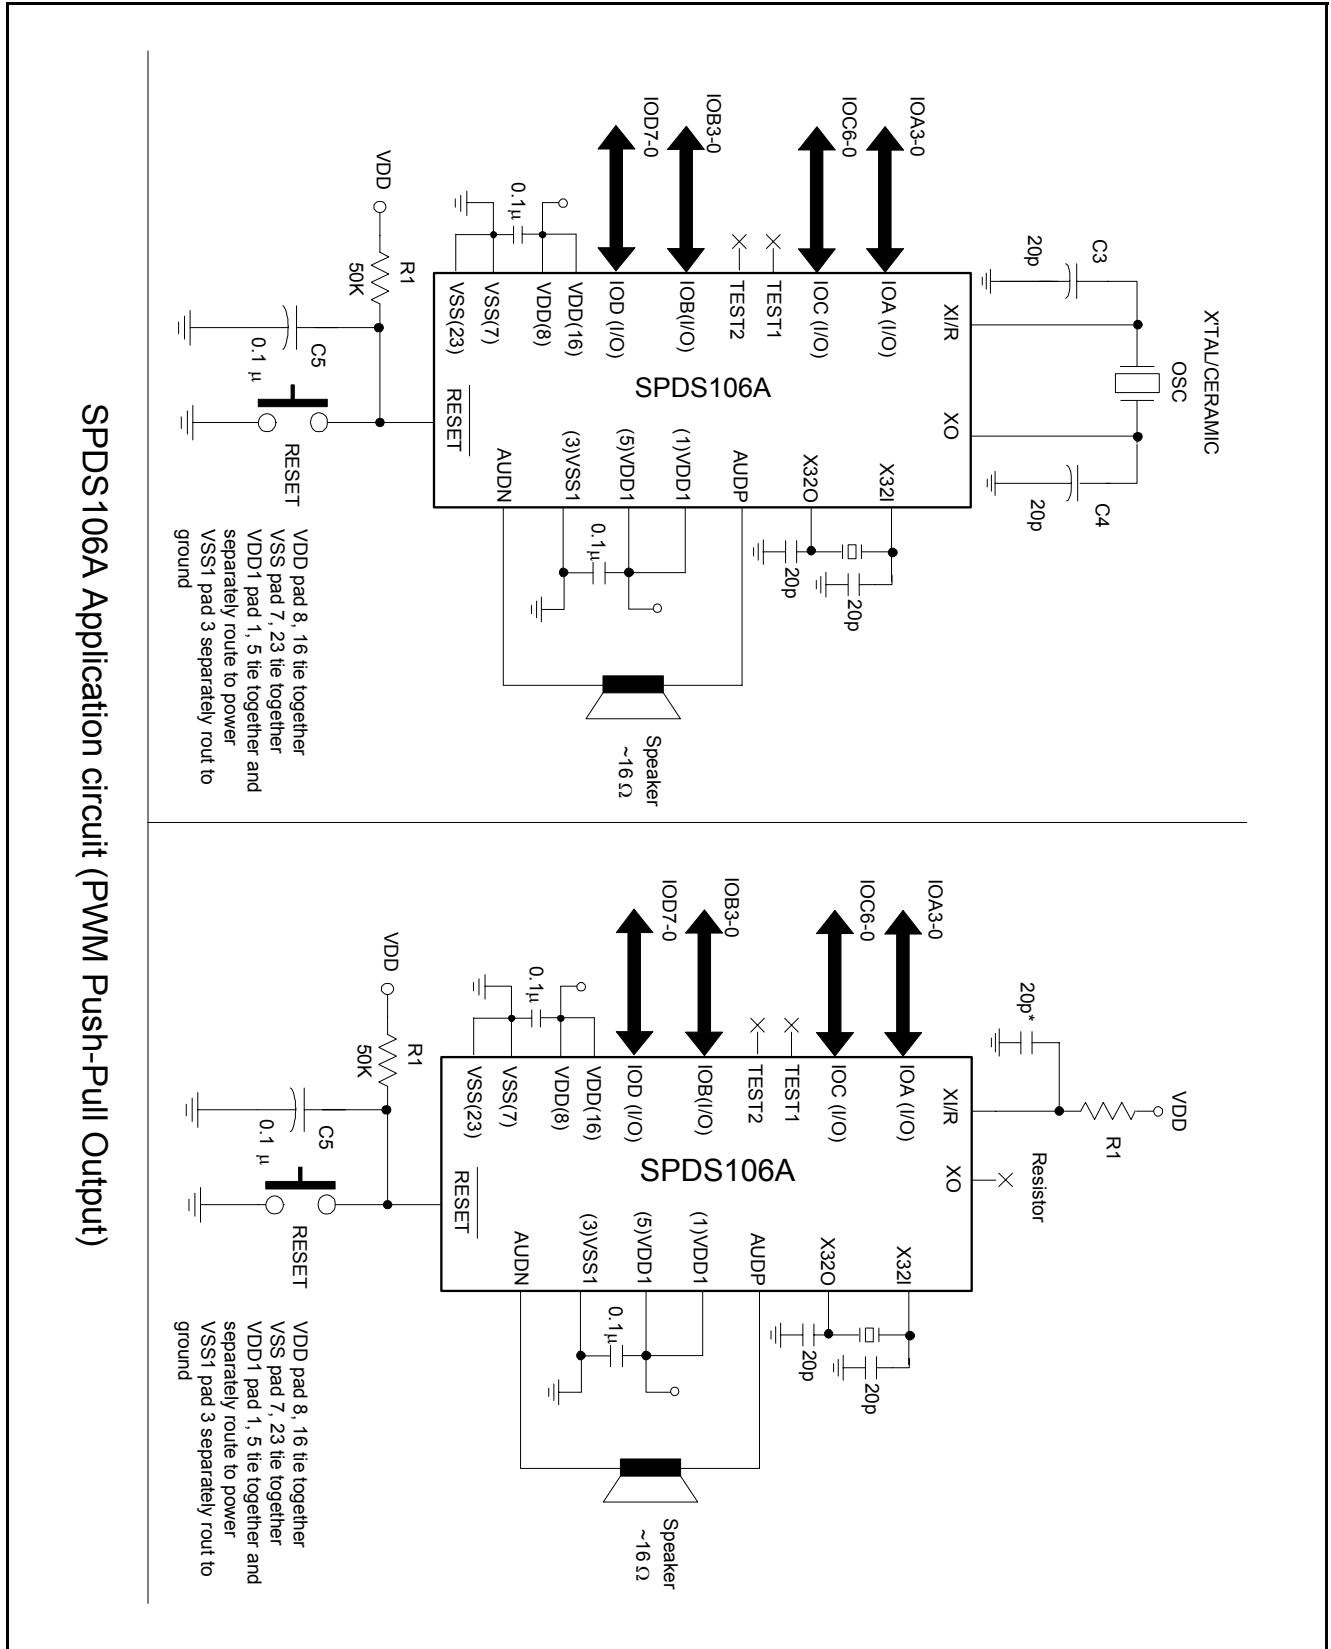 X'TAL/CERAMIC
OSC
C3
20p
C4
20p
XI/R
XO
IOA3-0
IOC6-0
IOB3-0
IOD7-0
IOA (I/O)
IOC (I/O)
TEST1
TEST2
IOB(I/O)
IOD (I/O)
VDD(16)
VDD(8)
VSS(7)
VSS(23)
0.1μ
SPDS106A
X32I
X32O
AUDP
(1)VDD1
(5)VDD1
(3)VSS1
AUDN
RESET
20p
20p
0.1μ
Speaker
~16 Ω
VDD
R1
50K
C5
0.1 μ
RESET
VDD pad 8, 16 tie together
VSS pad 7, 23 tie together
VDD1 pad 1, 5 tie together and
separately route to power
VSS1 pad 3 separately rout to
ground
VDD
R1
Resistor
20p*
XI/R
XO
IOA3-0
IOC6-0
IOB3-0
IOD7-0
IOA (I/O)
IOC (I/O)
TEST1
TEST2
IOB(I/O)
IOD (I/O)
VDD(16)
VDD(8)
VSS(7)
VSS(23)
0.1μ
SPDS106A
X32I
X32O
AUDP
(1)VDD1
(5)VDD1
(3)VSS1
AUDN
RESET
20p
20p
0.1μ
Speaker
~16 Ω
VDD
R1
50K
C5
0.1 μ
RESET
VDD pad 8, 16 tie together
VSS pad 7, 23 tie together
VDD1 pad 1, 5 tie together and
separately route to power
VSS1 pad 3 separately rout to
ground
SPDS106A Application circuit (PWM Push-Pull Output)